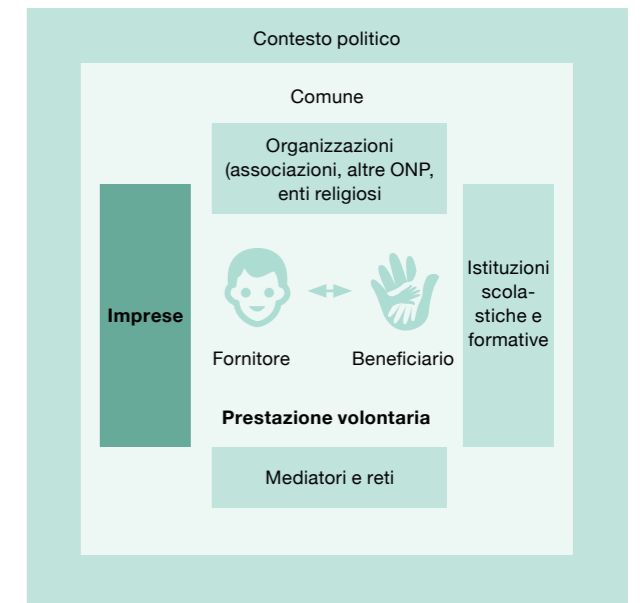 Contesto politico
Comune
Organizzazioni
(associazioni, altre ONP,
enti religiosi
Imprese
Istituzioni
scola-
stiche e
formative
Fornitore
Beneficiario
Prestazione volontaria
Mediatori e reti